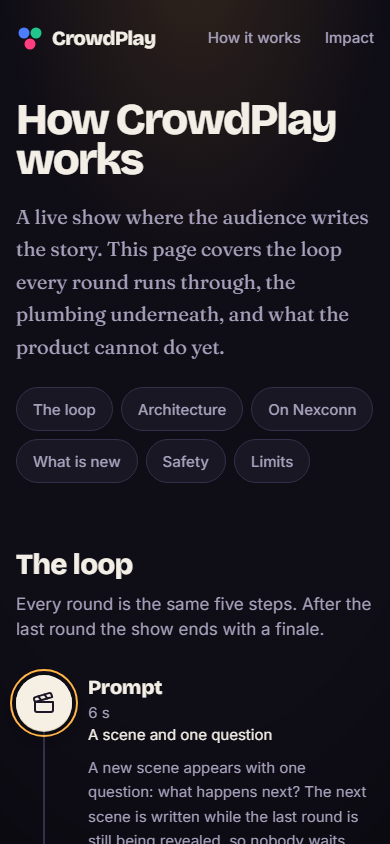 CrowdPlay
How it works
Impact
How CrowdPlay
works
A live show where the audience writes
the story. This page covers the loop
every round runs through, the
plumbing underneath, and what the
product cannot do yet.
The loop
Architecture
On Nexconn
What is new
Safety
Limits
The loop
Every round is the same five steps. After the
last round the show ends with a finale.
Prompt
6 s
A scene and one question
A new scene appears with one
question: what happens next? The next
scene is written while the last round is
still being revealed, so nobody waits